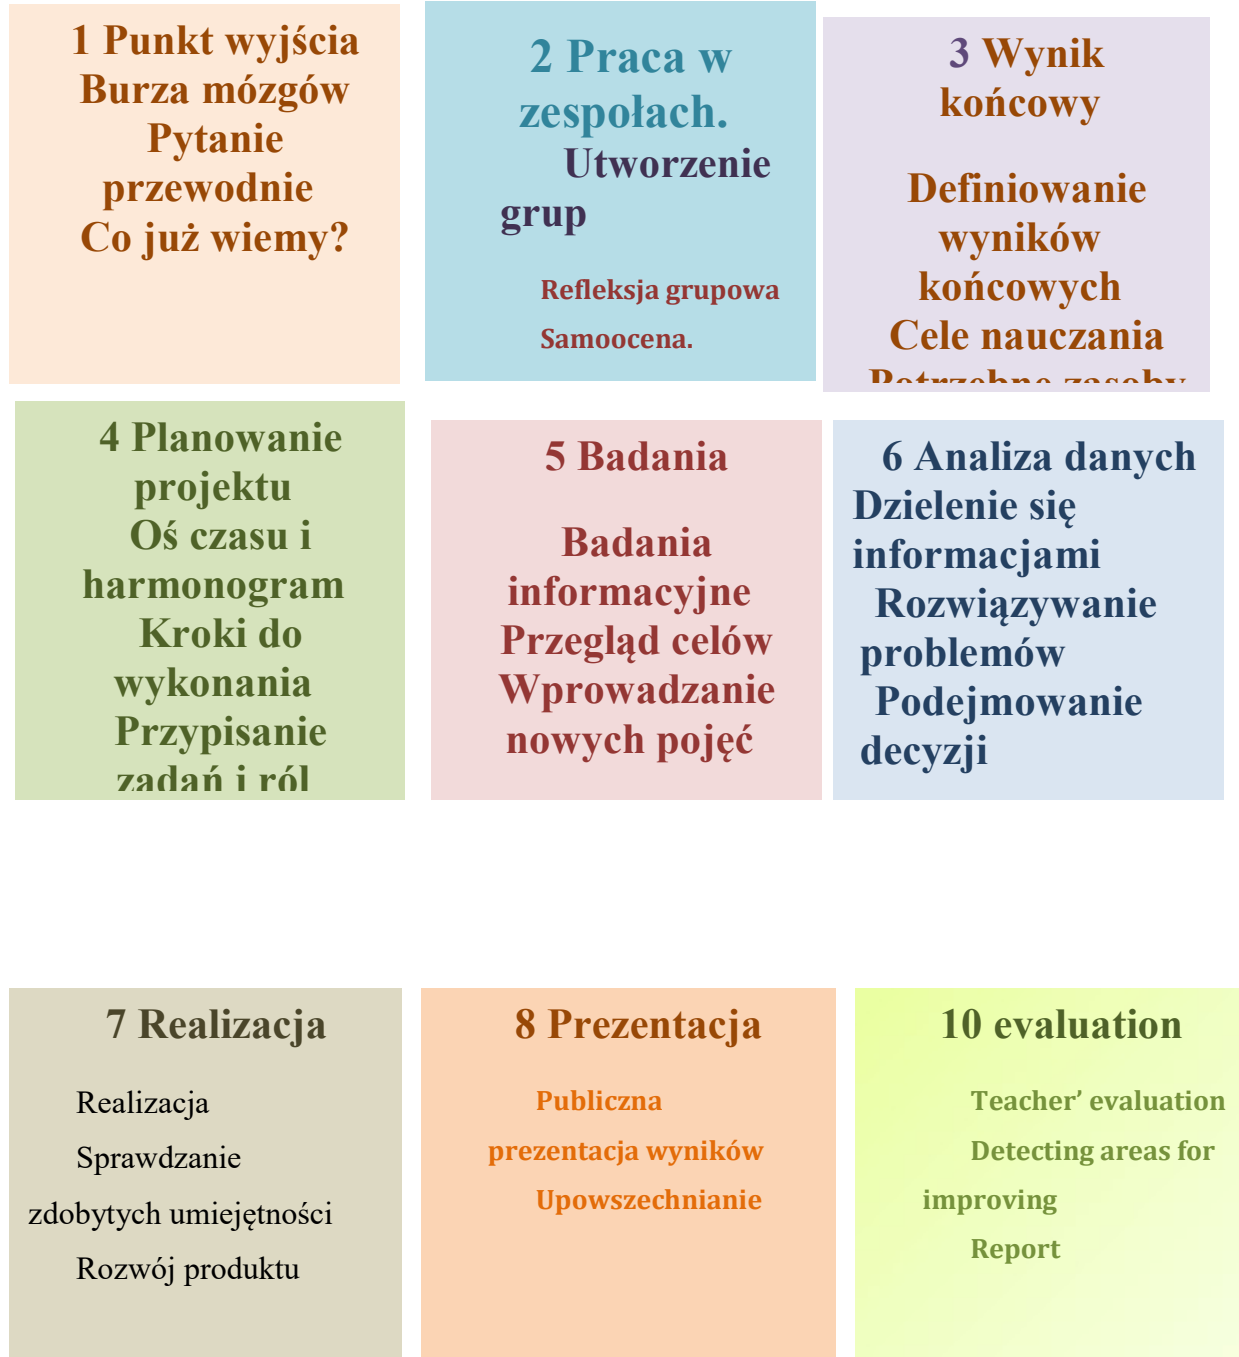 1 Punkt wyjścia
Burza mózgów
Pytanie
przewodnie
Co już wiemy?
2 Praca w
zespołach.
Utworzenie
grup
Refleksja grupowa
Samoocena.
3 Wynik
końcowy
Definiowanie
wyników
końcowych
Cele nauczania
Potrzebne zasoby
4 Planowanie
projektu
Oś czasu i
harmonogram
Kroki do
wykonania
Przypisanie
zadań i ról
5 Badania
Badania
informacyjne
Przegląd celów
Wprowadzanie
nowych pojęć
6 Analiza danych
Dzielenie się
informacjami
Rozwiązywanie
problemów
Podejmowanie
decyzji
7 Realizacja
Realizacja
Sprawdzanie
zdobytych umiejętności
Rozwój produktu
8 Prezentacja
Publiczna
prezentacja wyników
Upowszechnianie
10 evaluation
Teacher’ evaluation
Detecting areas for
improving
Report